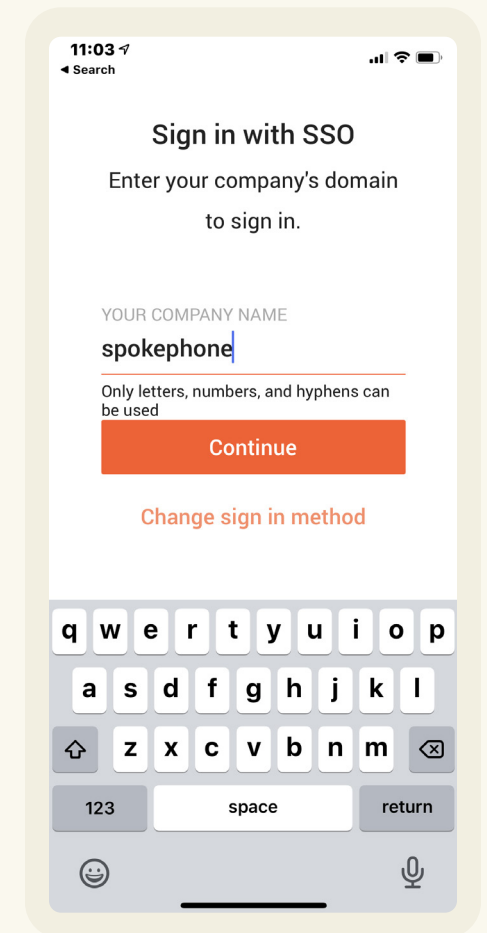 11:03
Search
Sign in with SSO
Enter your company's domain
to sign in.
YOUR COMPANY NAME
spokephone
Only letters, numbers, and hyphens can
be used
Continue
Change sign in method
q w e r t y u i o p
a s d f g h j k l
z x c v b n m
123 space return